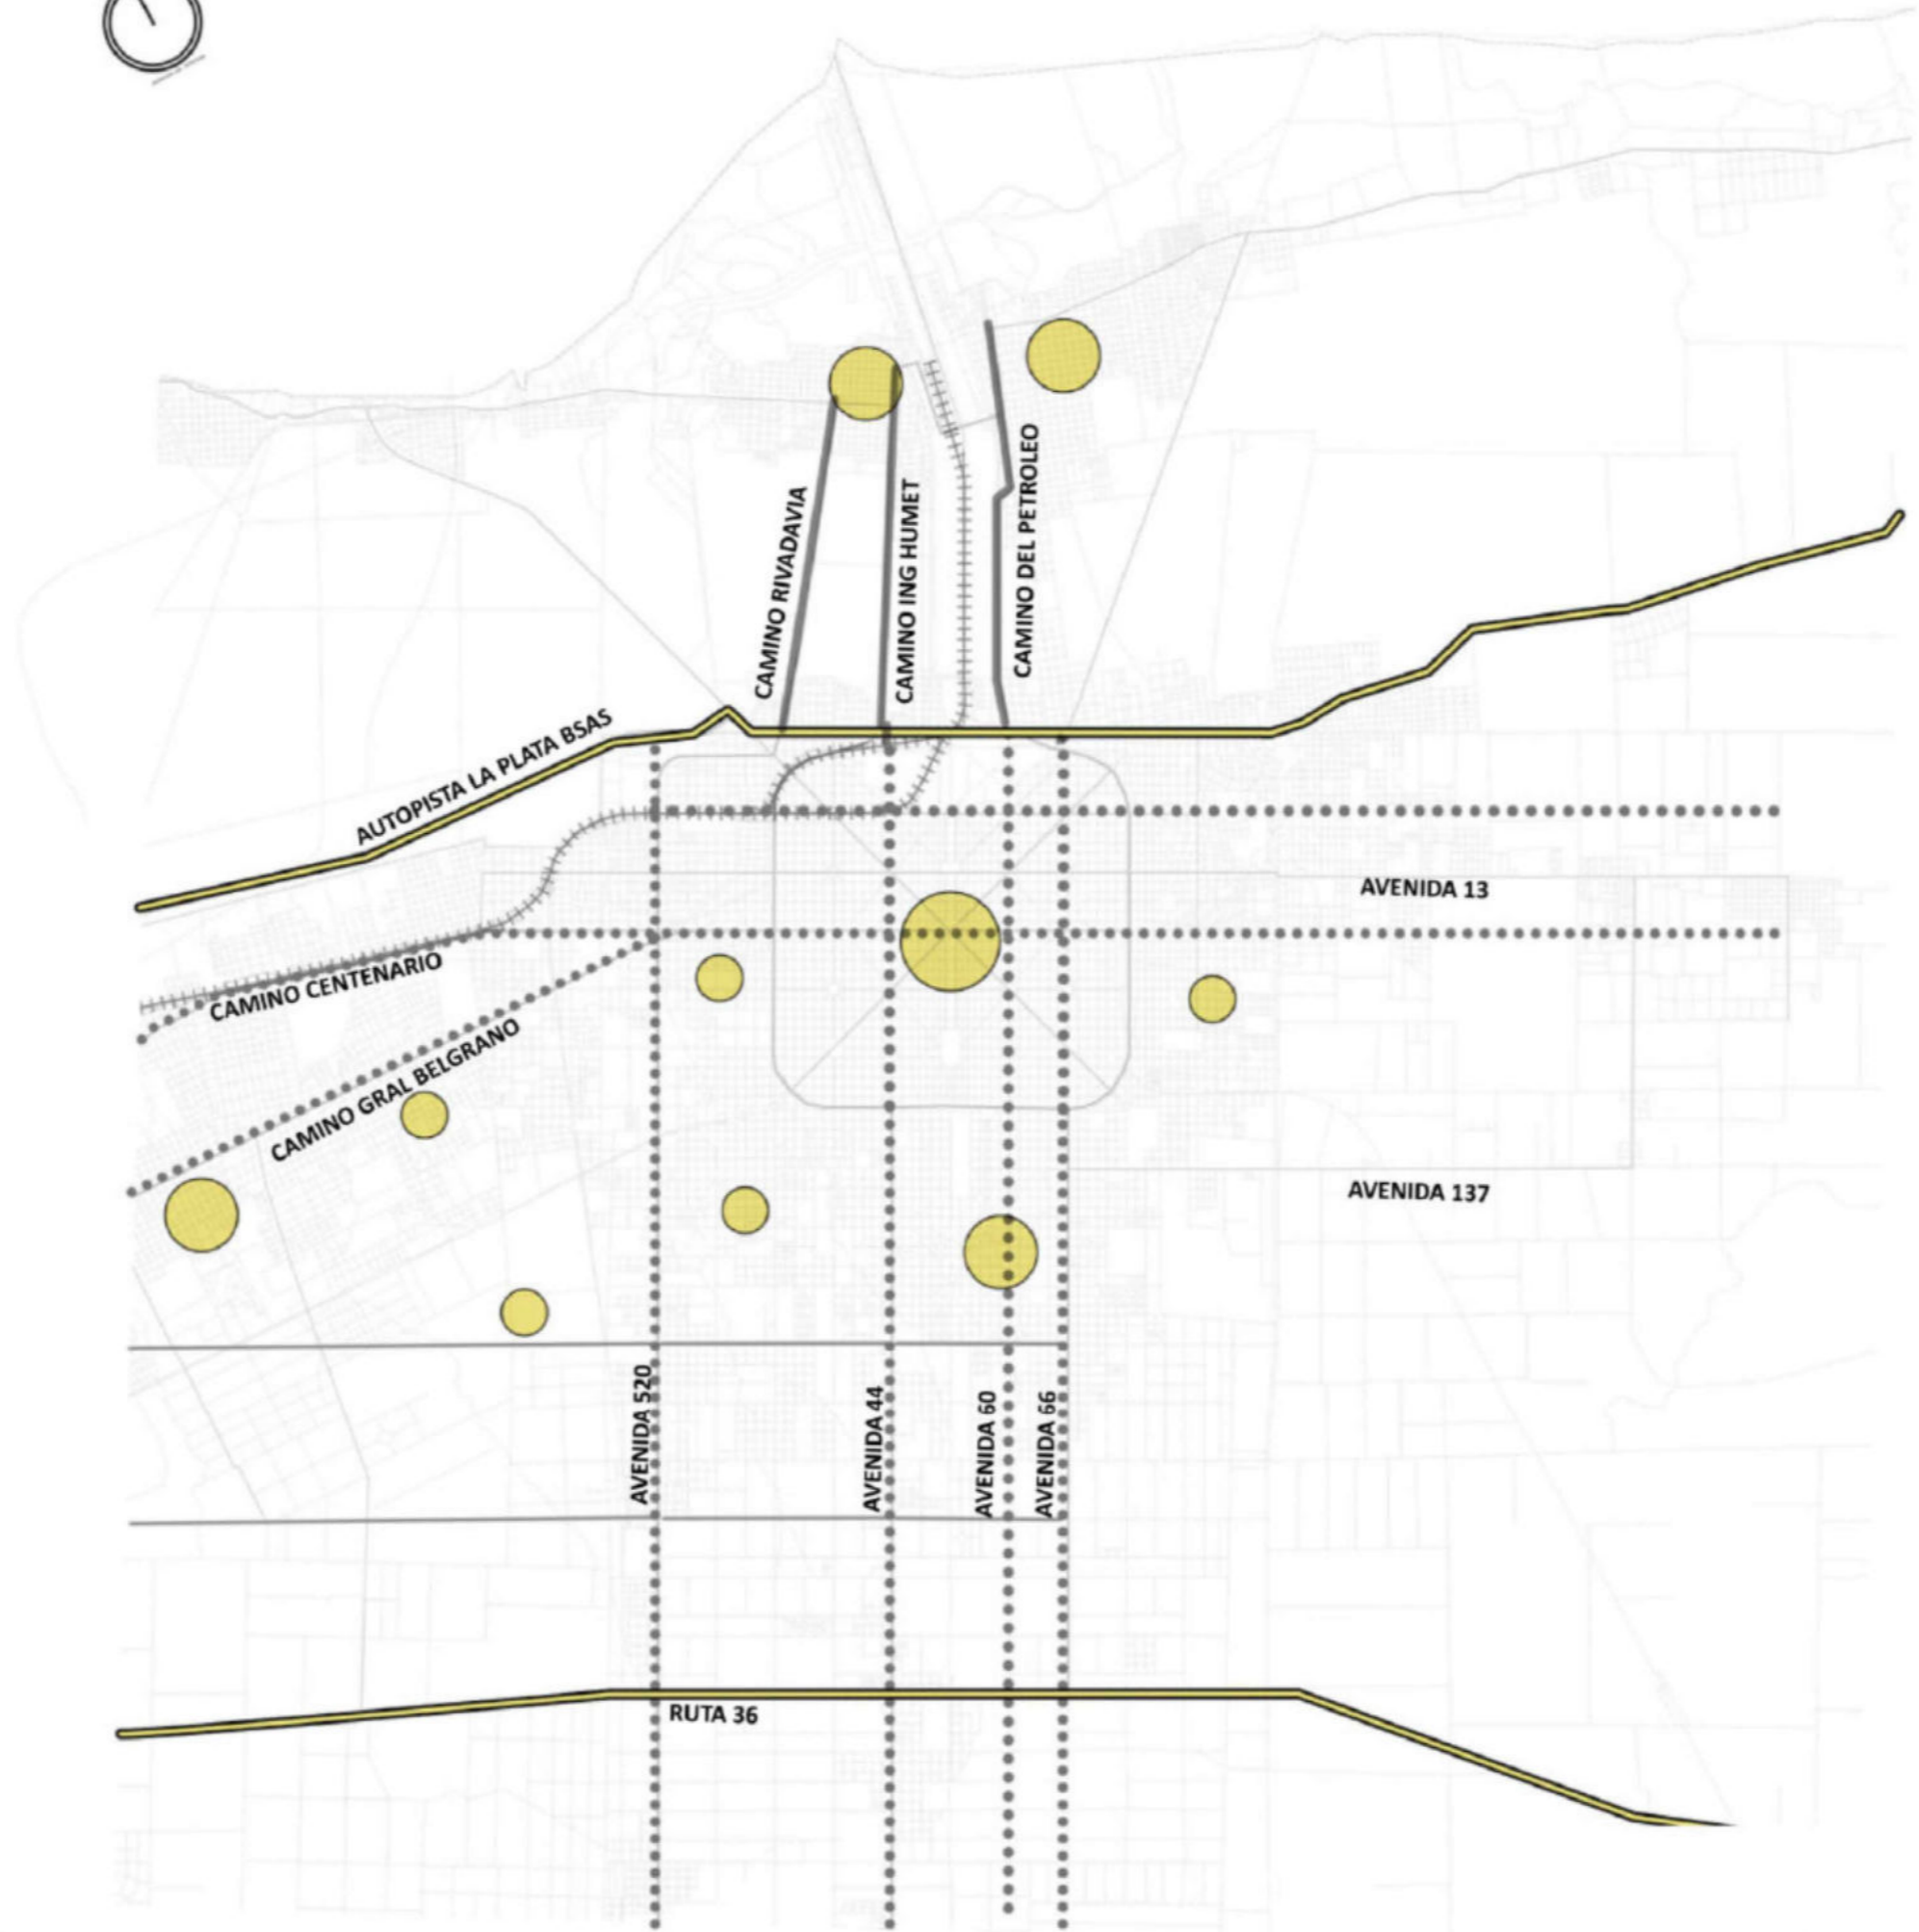 CAMINO RIVADAVIA
CAMINO ING HUMET
CAMINO DEL PETROLEO
AUTOPISTA LA PLATA BSAS
AVENIDA 13
CAMINO CENTENARIO
CAMINO GRAL BELGRANO
AVENIDA 137
AVENIDA 520
AVENIDA 44
AVENIDA 60
AVENIDA 66
RUTA 36